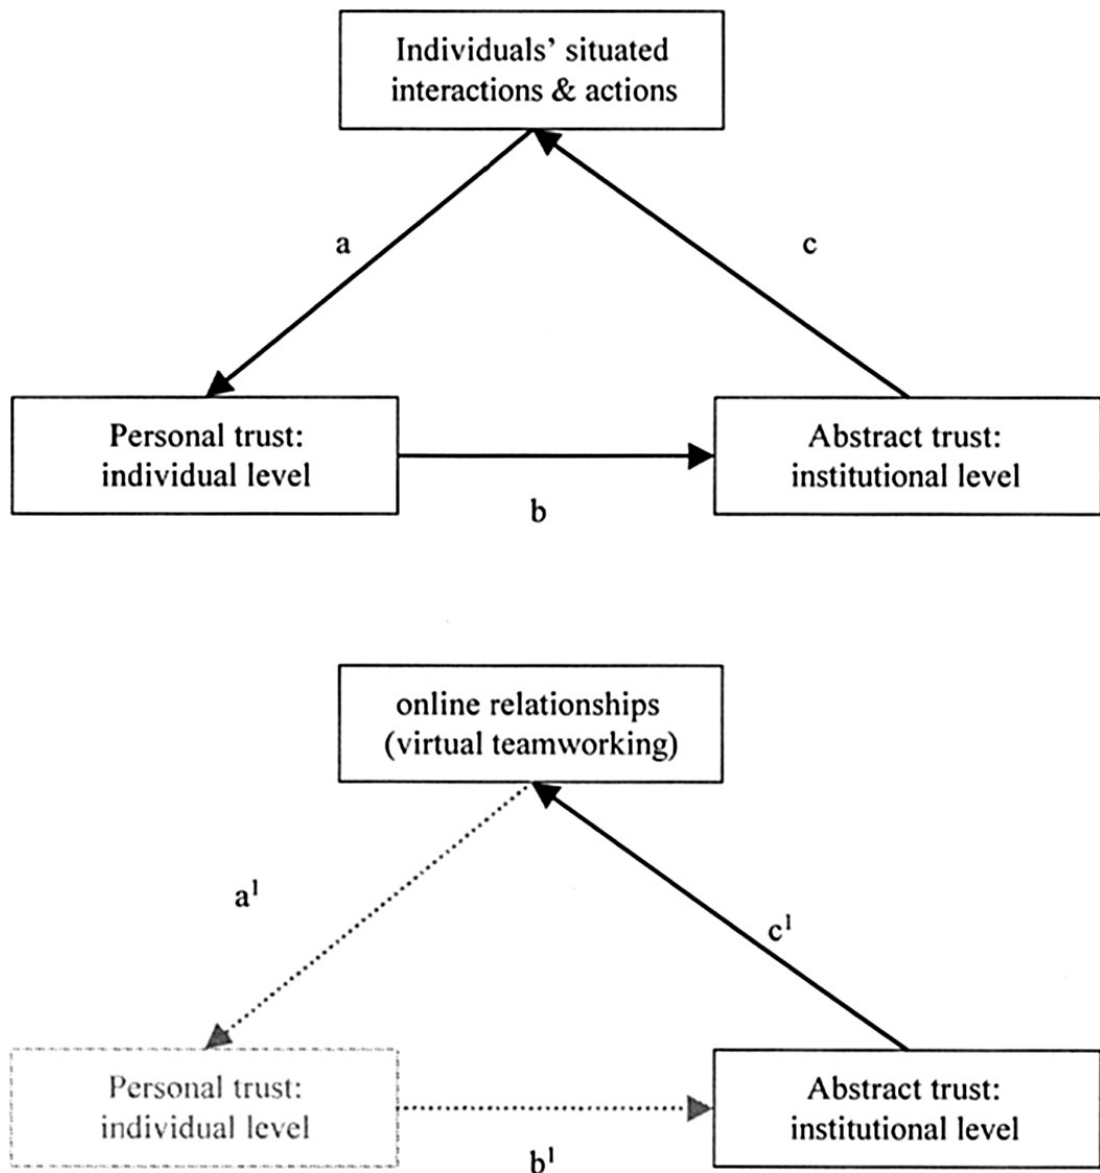 Individuals’ situated
interactions & actions
a
c
Personal trust:
individual level
Abstract trust:
institutional level
b
online relationships
(virtual teamworking)
a¹
c¹
Personal trust:
individual level
Abstract trust:
institutional level
b¹